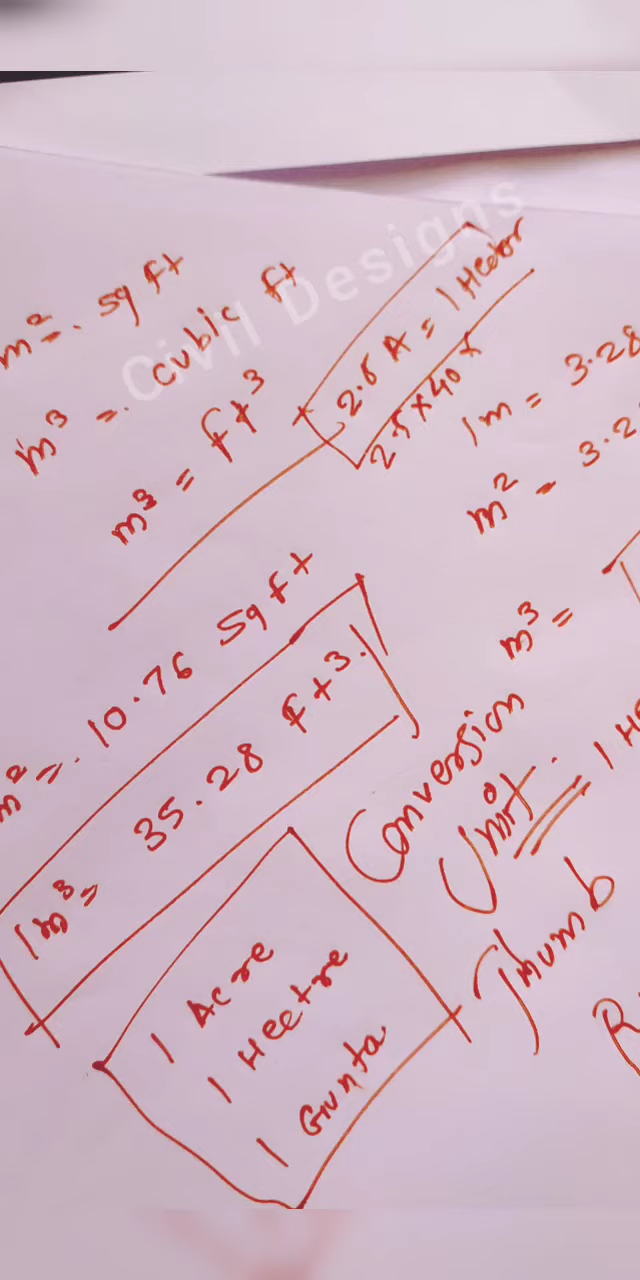 m² = . sq ft
m³ = . cubic ft
m³ = ft³
2.5 A = 1 Hector
2.5 × 40 ×
1m = 3.28
m² = 3.2
m³ =
m² = . 10.76 sq ft
1m³ = 35.28 ft3.
Conversion
Unit.
= 1 He
Thumb
R
1 Acre
1 Hectre
1 Gunta
Civil Designs